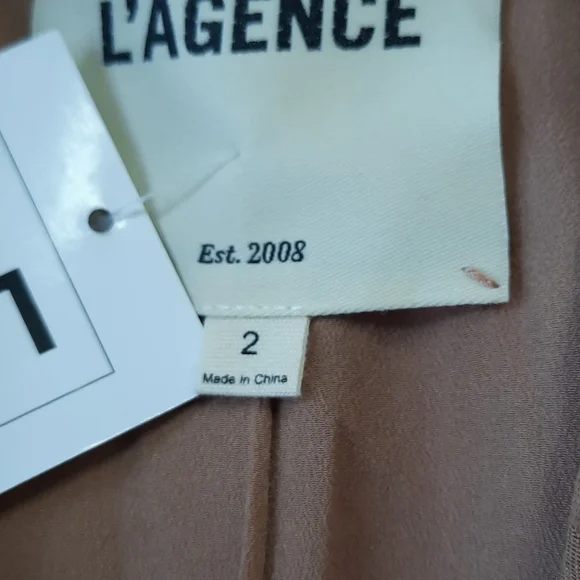 L'AGENCE
Est. 2008
2
Made in China